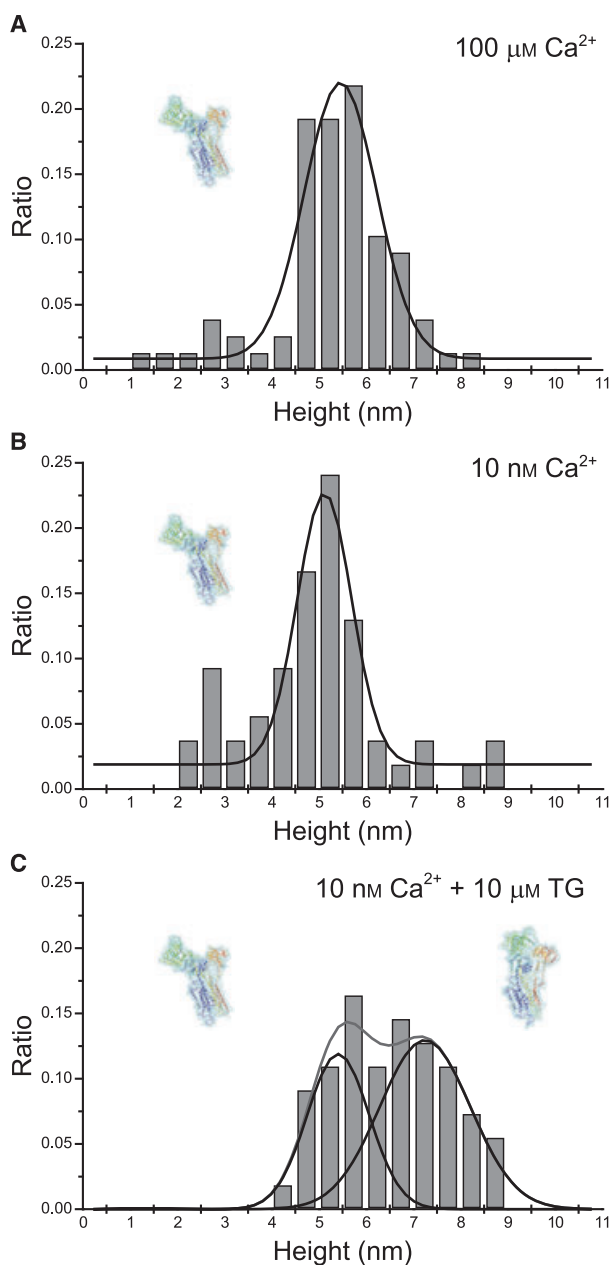 A
100 µM Ca²⁺
0.25
0.20
0.15
0.10
0.05
0.00
Ratio
0 1 2 3 4 5 6 7 8 9 10 11
Height (nm)
B
10 nM Ca²⁺
0.25
0.20
0.15
0.10
0.05
0.00
Ratio
0 1 2 3 4 5 6 7 8 9 10 11
Height (nm)
C
10 nM Ca²⁺ + 10 µM TG
0.25
0.20
0.15
0.10
0.05
0.00
Ratio
0 1 2 3 4 5 6 7 8 9 10 11
Height (nm)